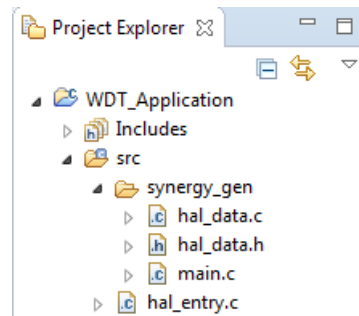 Project Explorer
WDT_Application
Includes
src
synergy_gen
hal_data.c
hal_data.h
main.c
hal_entry.c